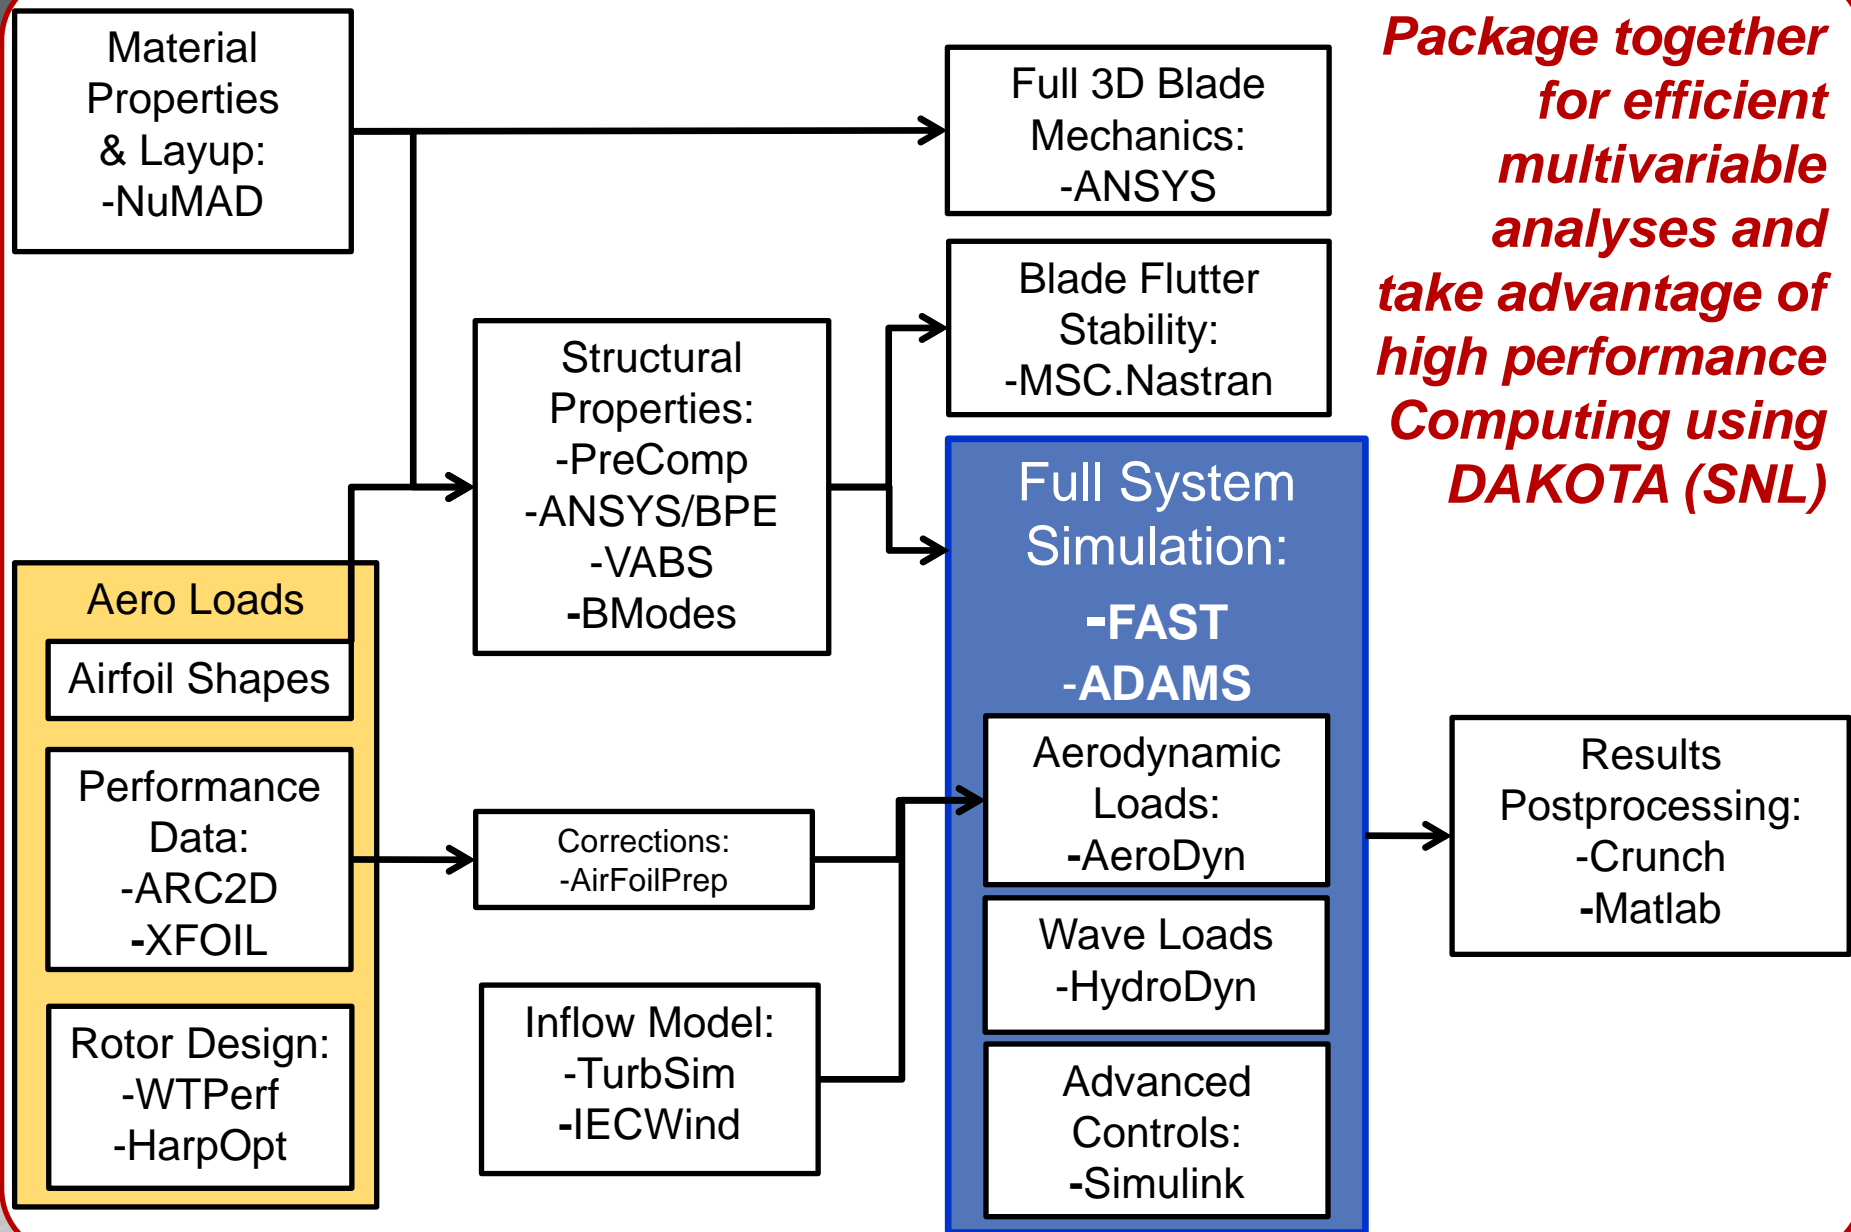 Material
Properties
& Layup:
-NuMAD
Full 3D Blade
Mechanics:
-ANSYS
Package together
for efficient
multivariable
analyses and
take advantage of
high performance
Computing using
DAKOTA (SNL)
Blade Flutter
Stability:
-MSC.Nastran
Structural
Properties:
-PreComp
-ANSYS/BPE
-VABS
-BModes
Full System
Simulation:
-FAST
-ADAMS
Aero Loads
Airfoil Shapes
Performance
Data:
-ARC2D
-XFOIL
Rotor Design:
-WTPerf
-HarpOpt
Corrections:
-AirFoilPrep
Inflow Model:
-TurbSim
-IECWind
Aerodynamic
Loads:
-AeroDyn
Wave Loads
-HydroDyn
Advanced
Controls:
-Simulink
Results
Postprocessing:
-Crunch
-Matlab